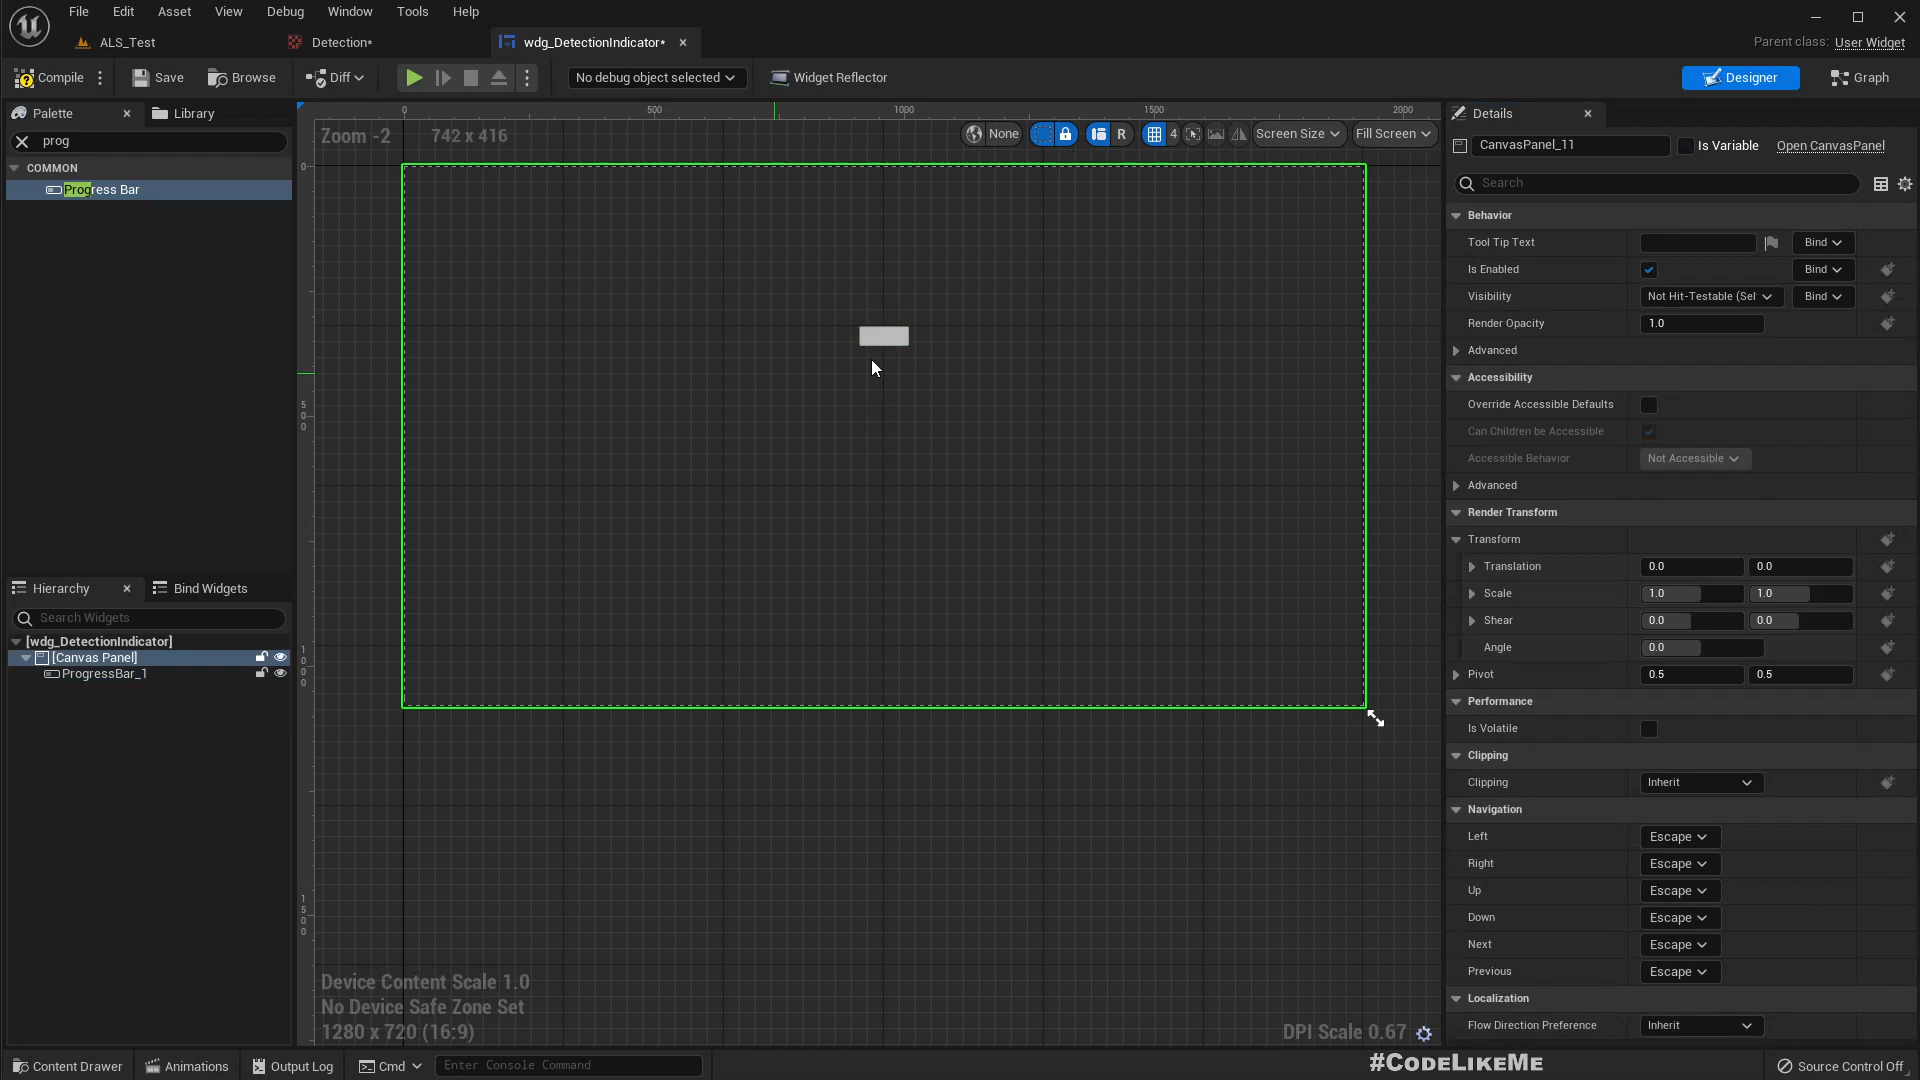 File Edit Asset View Debug Window Tools Help
ALS_Test Detection* wdg_DetectionIndicator*
Parent class: User Widget
Compile Save Browse Diff No debug object selected Widget Reflector Designer Graph
Palette Library
prog
COMMON
Progress Bar
Hierarchy Bind Widgets
Search Widgets
[wdg_DetectionIndicator]
[Canvas Panel]
ProgressBar_1
0 500 1000 1500 2000
Zoom -2 742 x 416 None R 4 Screen Size Fill Screen
0
500
1000
1500
Device Content Scale 1.0
No Device Safe Zone Set
1280 x 720 (16:9)
DPI Scale 0.67
Details
CanvasPanel_11 Is Variable Open CanvasPanel
Search
Behavior
Tool Tip Text Bind
Is Enabled Bind
Visibility Not Hit-Testable (Sel Bind
Render Opacity 1.0
Advanced
Accessibility
Override Accessible Defaults
Can Children be Accessible
Accessible Behavior Not Accessible
Advanced
Render Transform
Transform
Translation 0.0 0.0
Scale 1.0 1.0
Shear 0.0 0.0
Angle 0.0
Pivot 0.5 0.5
Performance
Is Volatile
Clipping
Clipping Inherit
Navigation
Left Escape
Right Escape
Up Escape
Down Escape
Next Escape
Previous Escape
Localization
Flow Direction Preference Inherit
Content Drawer Animations Output Log Cmd Enter Console Command
#CODELIKEME
Source Control Off